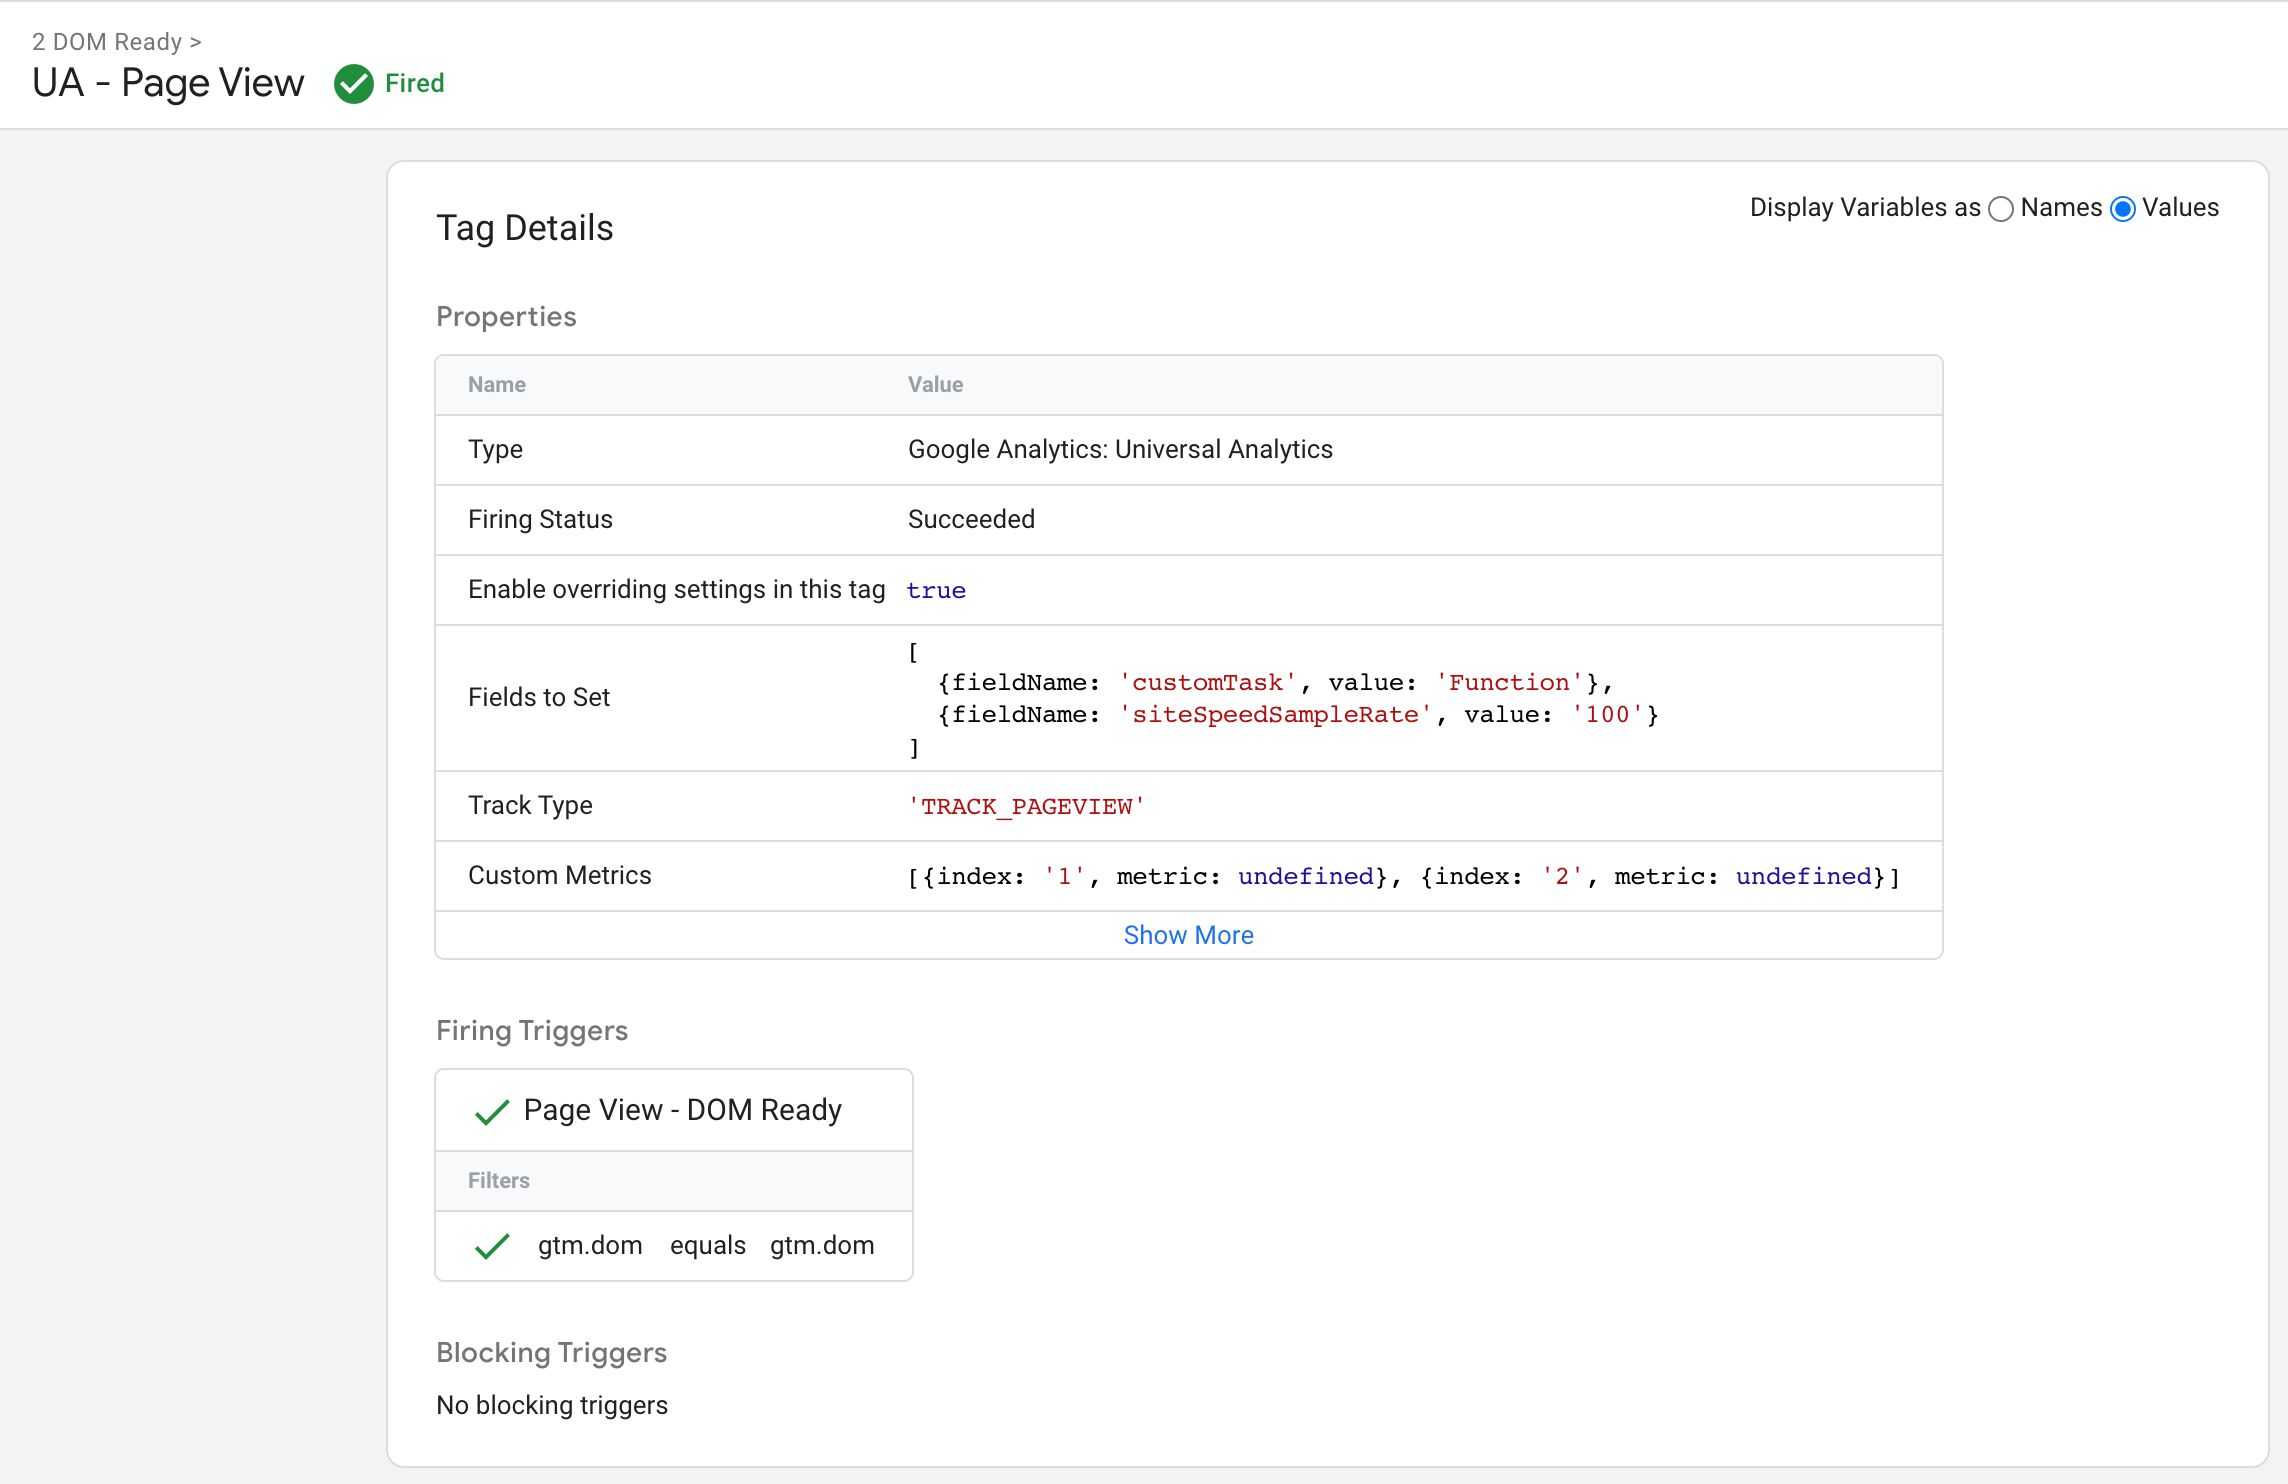 2 DOM Ready >
UA - Page View Fired
Display Variables as Names Values
Tag Details
Properties
Name Value
Type Google Analytics: Universal Analytics
Firing Status Succeeded
Enable overriding settings in this tag true
Fields to Set
[
{fieldName: 'customTask', value: 'Function'},
{fieldName: 'siteSpeedSampleRate', value: '100'}
]
Track Type 'TRACK_PAGEVIEW'
Custom Metrics [{index: '1', metric: undefined}, {index: '2', metric: undefined}]
Show More
Firing Triggers
Page View - DOM Ready
Filters
gtm.dom equals gtm.dom
Blocking Triggers
No blocking triggers